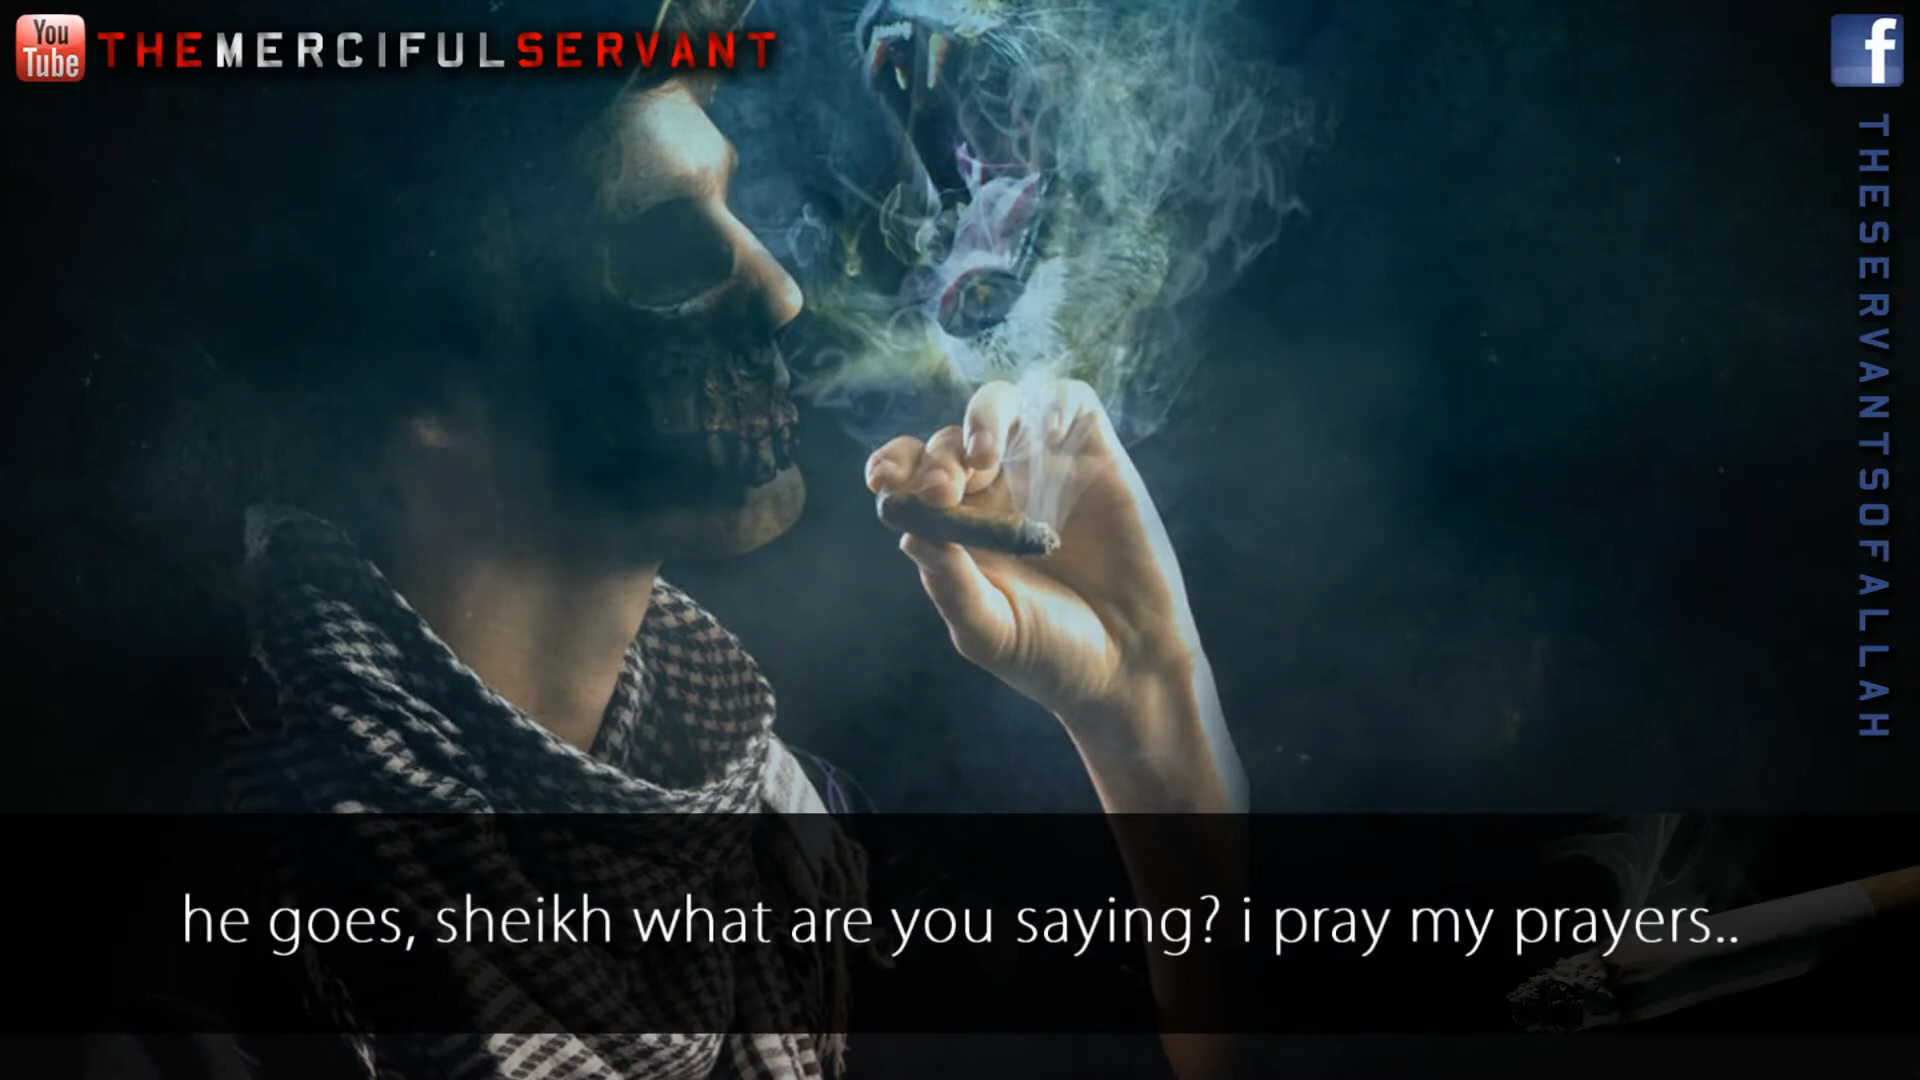 You
Tube
THEMERCIFULSERVANT
f
THESERVANTSOFALLAH
he goes, sheikh what are you saying? i pray my prayers..